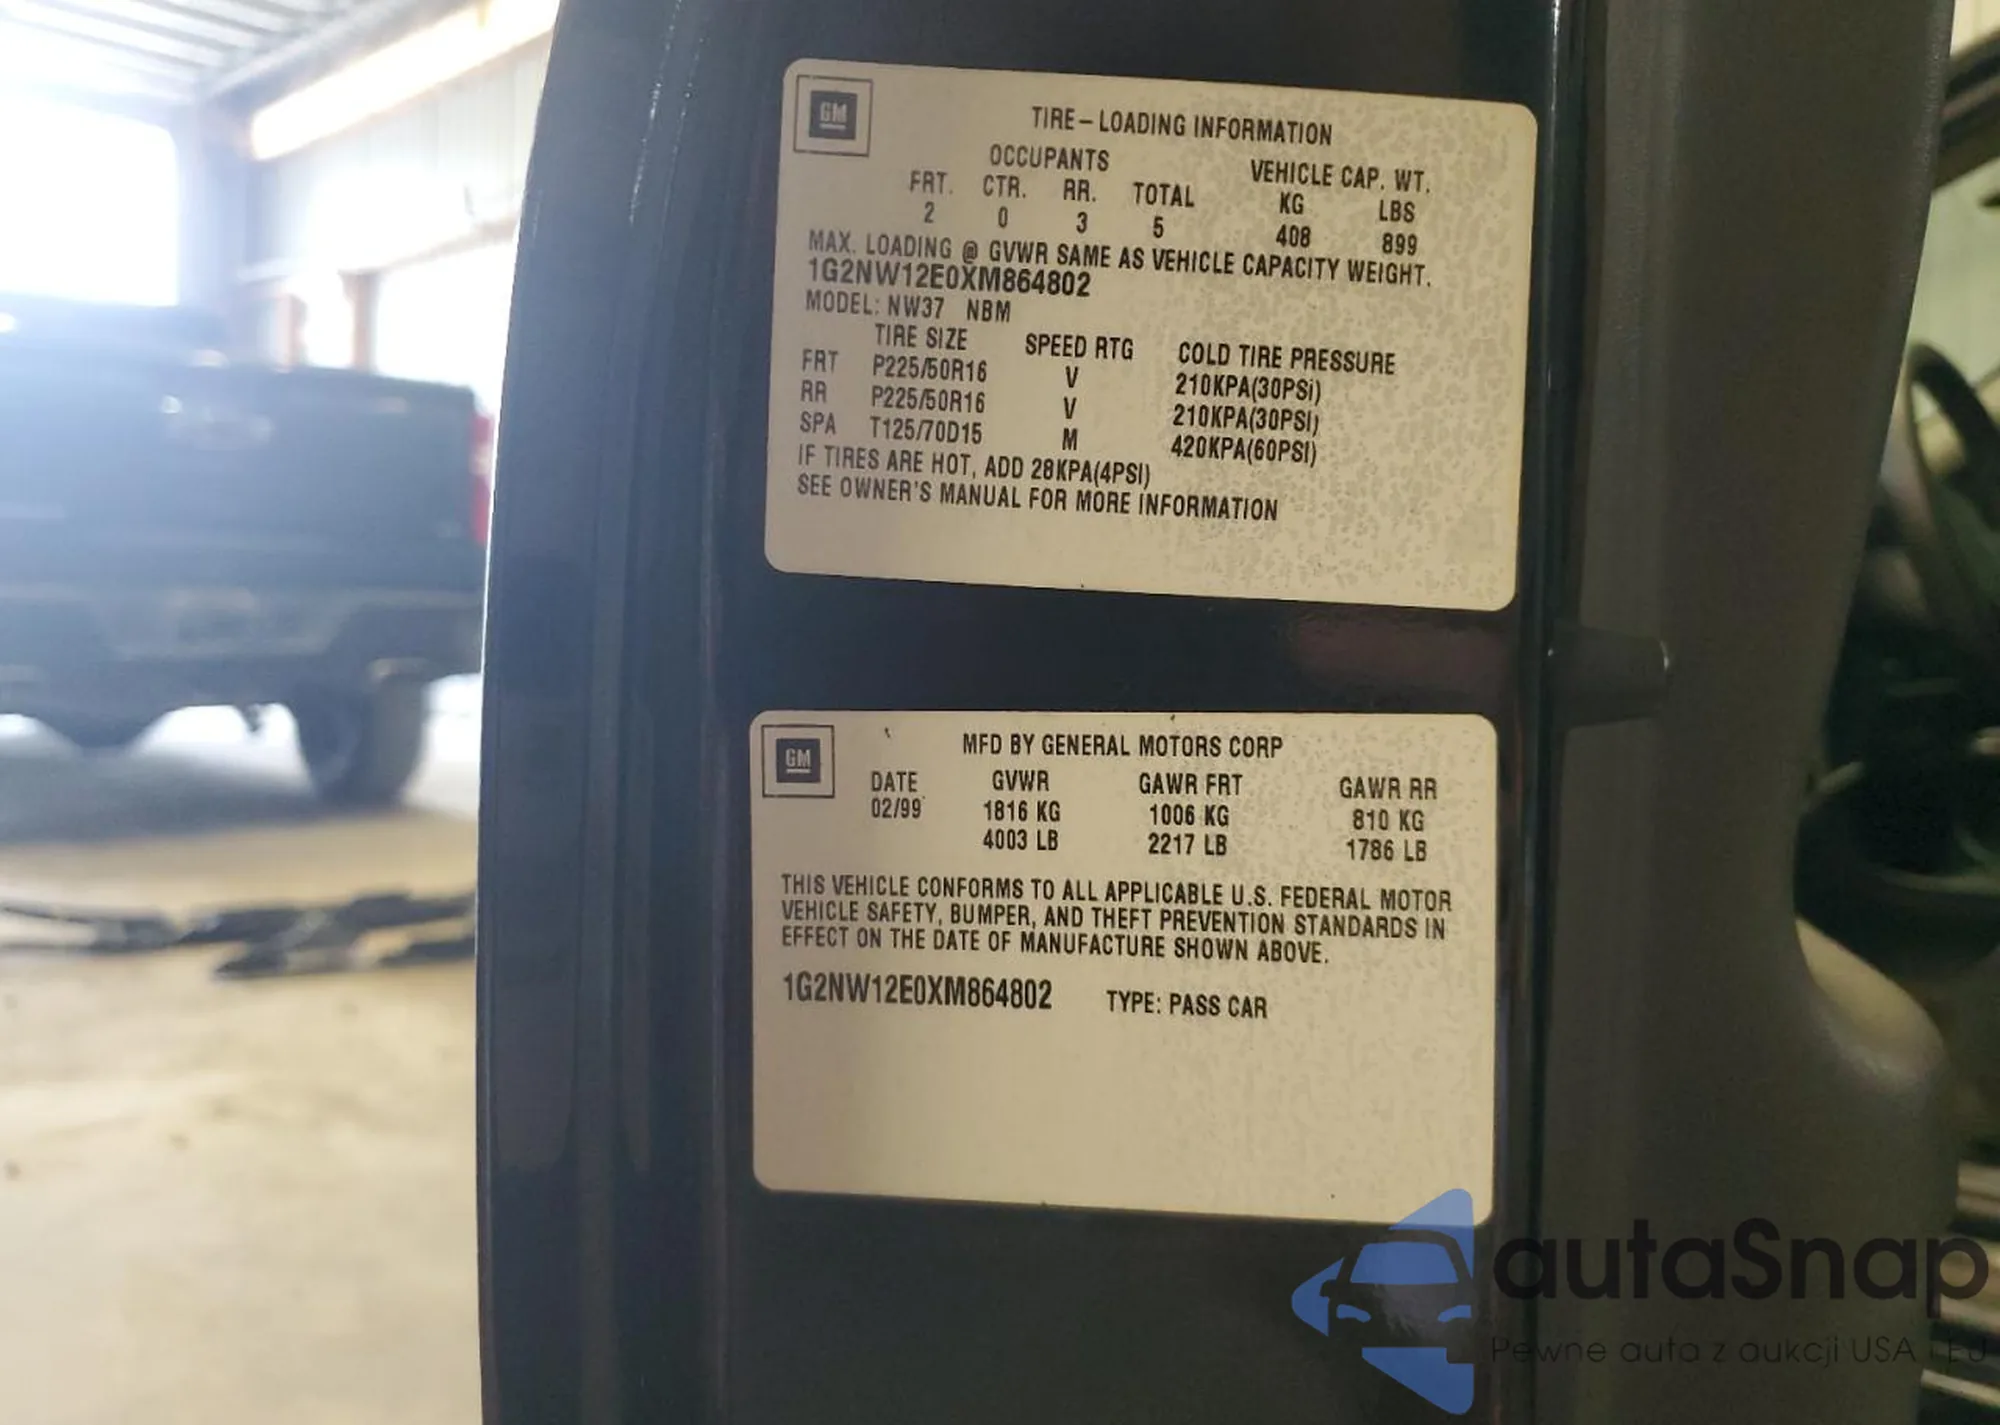 GM
TIRE-LOADING INFORMATION
OCCUPANTS VEHICLE CAP. WT.
FRT. CTR. RR. TOTAL KG LBS
2 0 3 5 408 899
MAX. LOADING @ GVWR SAME AS VEHICLE CAPACITY WEIGHT.
1G2NW12E0XM864802
MODEL: NW37 NBM
TIRE SIZE SPEED RTG COLD TIRE PRESSURE
FRT P225/50R16 V 210KPA(30PSi)
RR P225/50R16 V 210KPA(30PSI)
SPA T125/70D15 M 420KPA(60PSI)
IF TIRES ARE HOT, ADD 28KPA(4PSI)
SEE OWNER'S MANUAL FOR MORE INFORMATION
GM
MFD BY GENERAL MOTORS CORP
DATE GVWR GAWR FRT GAWR RR
02/99 1816 KG 1006 KG 810 KG
4003 LB 2217 LB 1786 LB
THIS VEHICLE CONFORMS TO ALL APPLICABLE U.S. FEDERAL MOTOR
VEHICLE SAFETY, BUMPER, AND THEFT PREVENTION STANDARDS IN
EFFECT ON THE DATE OF MANUFACTURE SHOWN ABOVE.
1G2NW12E0XM864802 TYPE: PASS CAR
autaSnap
Pewne auta z aukcji USA i EU